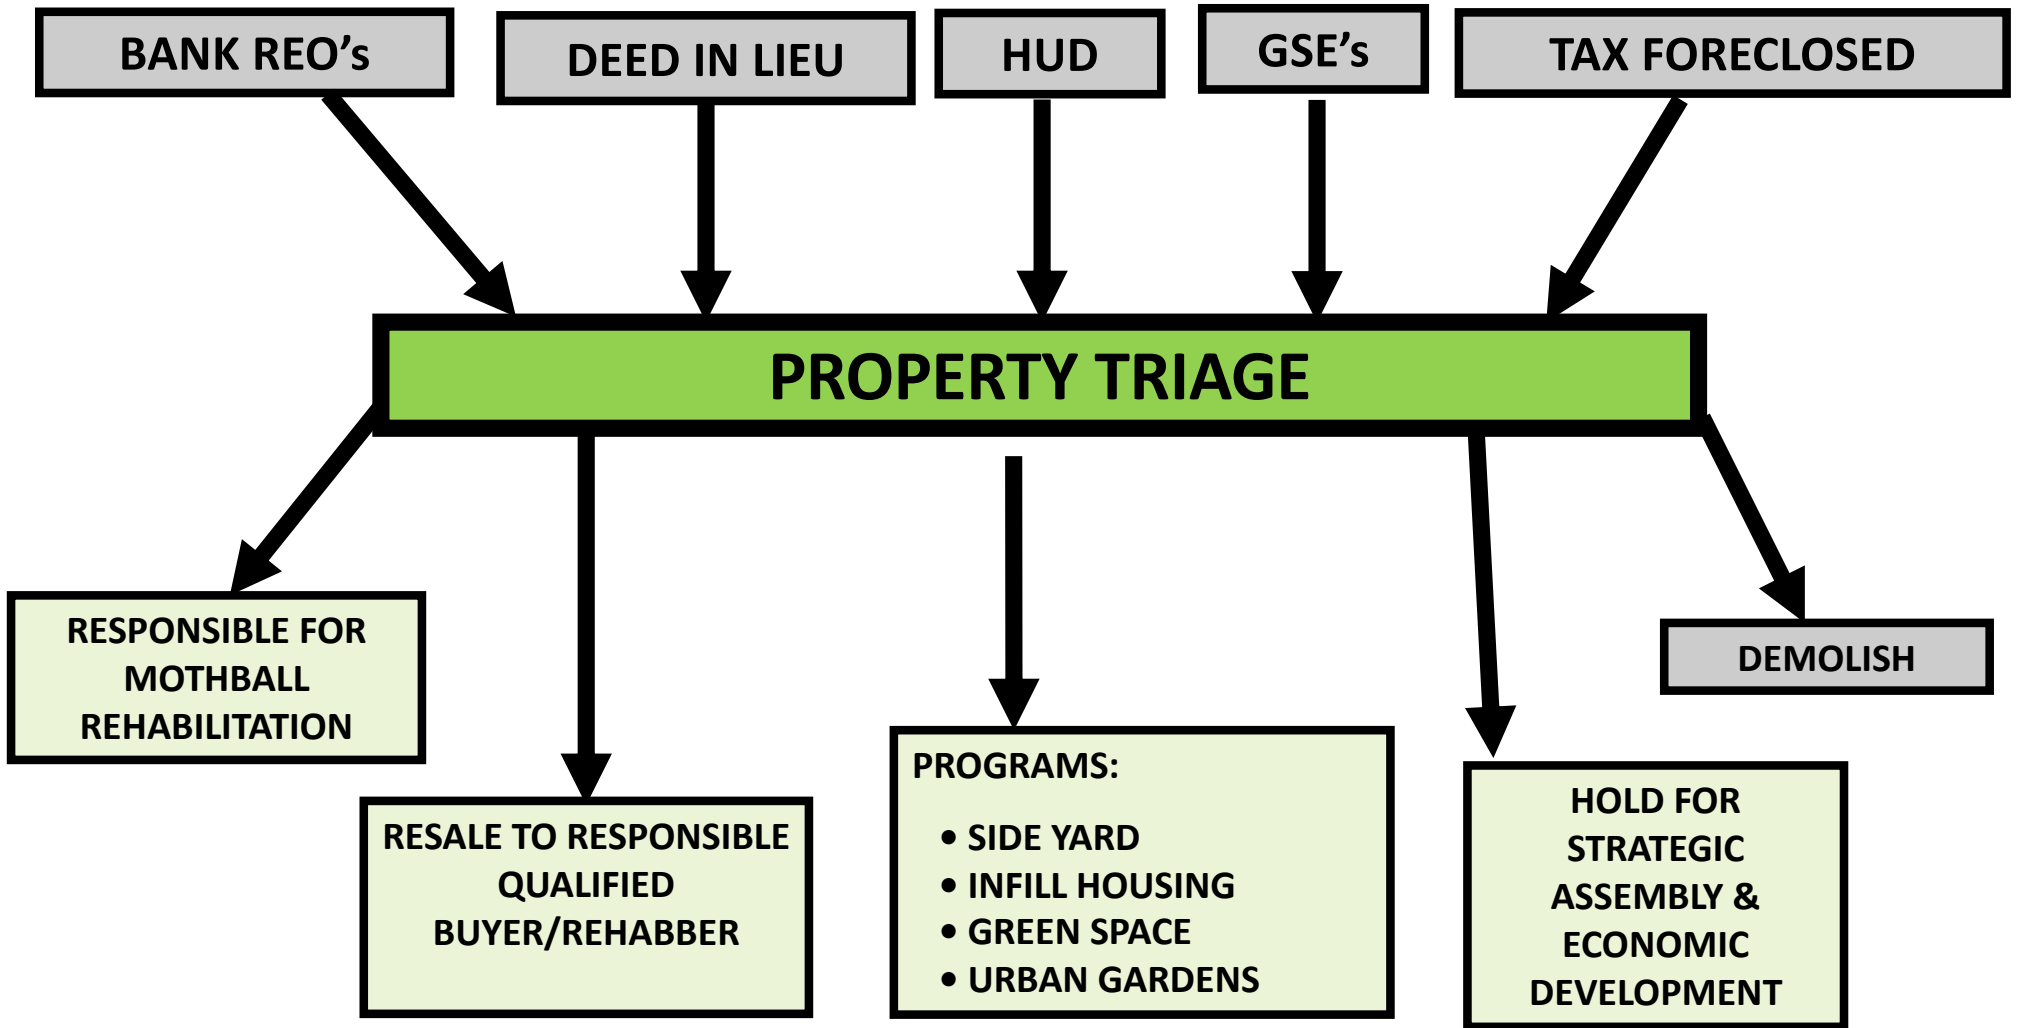 BANK REO’s
DEED IN LIEU
HUD
GSE’s
TAX FORECLOSED
PROPERTY TRIAGE
RESPONSIBLE FOR
MOTHBALL
REHABILITATION
RESALE TO RESPONSIBLE
QUALIFIED
BUYER/REHABBER
PROGRAMS:
• SIDE YARD
• INFILL HOUSING
• GREEN SPACE
• URBAN GARDENS
HOLD FOR
STRATEGIC
ASSEMBLY &
ECONOMIC
DEVELOPMENT
DEMOLISH